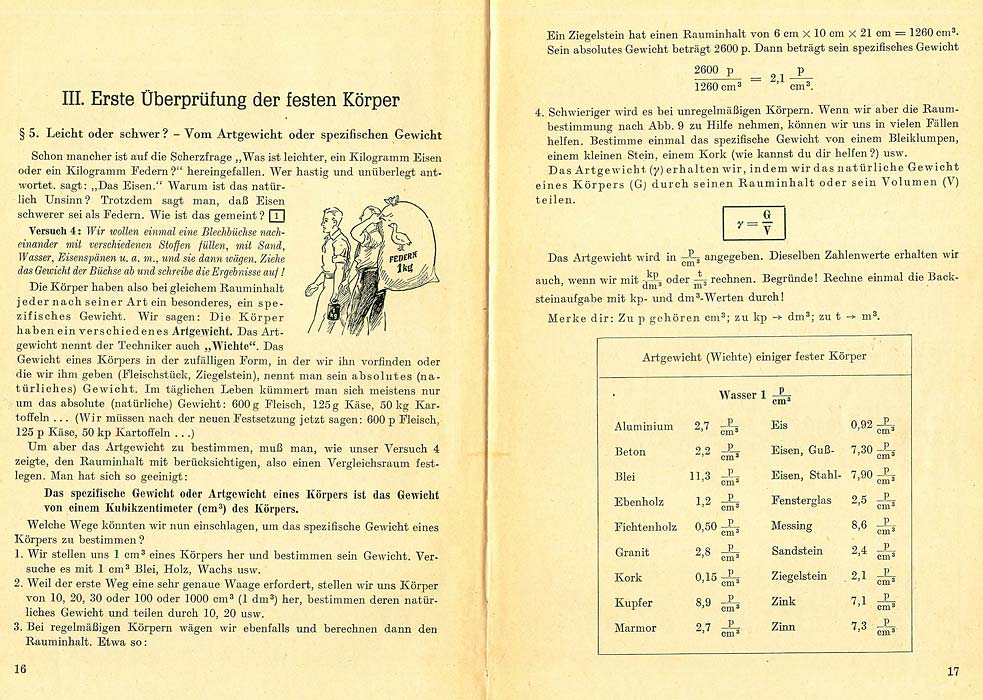 III. Erste Überprüfung der festen Körper
§ 5. Leicht oder schwer? – Vom Artgewicht oder spezifischen Gewicht
Schon mancher ist auf die Scherzfrage „Was ist leichter, ein Kilogramm Eisen
oder ein Kilogramm Federn?“ hereingefallen. Wer hastig und unüberlegt ant-
wortet. sagt: „Das Eisen.“ Warum ist das natür-
lich Unsinn? Trotzdem sagt man, daß Eisen
schwerer sei als Federn. Wie ist das gemeint? 1
Versuch 4: Wir wollen einmal eine Blechbüchse nach-
einander mit verschiedenen Stoffen füllen, mit Sand,
Wasser, Eisenspänen u. a. m., und sie dann wägen. Ziehe
das Gewicht der Büchse ab und schreibe die Ergebnisse auf!
FEDERN
1kg
Die Körper haben also bei gleichem Rauminhalt
jeder nach seiner Art ein besonderes, ein spe-
zifisches Gewicht. Wir sagen: Die Körper
haben ein verschiedenes Artgewicht. Das Art-
gewicht nennt der Techniker auch „Wichte“. Das
Gewicht eines Körpers in der zufälligen Form, in der wir ihn vorfinden oder
die wir ihm geben (Fleischstück, Ziegelstein), nennt man sein absolutes (na-
türliches) Gewicht. Im täglichen Leben kümmert man sich meistens nur
um das absolute (natürliche) Gewicht: 600 g Fleisch, 125 g Käse, 50 kg Kar-
toffeln ... (Wir müssen nach der neuen Festsetzung jetzt sagen: 600 p Fleisch,
125 p Käse, 50 kp Kartoffeln ...)
Um aber das Artgewicht zu bestimmen, muß man, wie unser Versuch 4
zeigte, den Rauminhalt mit berücksichtigen, also einen Vergleichsraum fest-
legen. Man hat sich so geeinigt:
Das spezifische Gewicht oder Artgewicht eines Körpers ist das Gewicht
von einem Kubikzentimeter (cm³) des Körpers.
Welche Wege könnten wir nun einschlagen, um das spezifische Gewicht eines
Körpers zu bestimmen?
1. Wir stellen uns 1 cm³ eines Körpers her und bestimmen sein Gewicht. Ver-
suche es mit 1 cm³ Blei, Holz, Wachs usw.
2. Weil der erste Weg eine sehr genaue Waage erfordert, stellen wir uns Körper
von 10, 20, 30 oder 100 oder 1000 cm³ (1 dm³) her, bestimmen deren natür-
liches Gewicht und teilen durch 10, 20 usw.
3. Bei regelmäßigen Körpern wägen wir ebenfalls und berechnen dann den
Rauminhalt. Etwa so:
16
Ein Ziegelstein hat einen Rauminhalt von 6 cm × 10 cm × 21 cm = 1260 cm³.
Sein absolutes Gewicht beträgt 2600 p. Dann beträgt sein spezifisches Gewicht
2600 p / 1260 cm³ = 2,1 p/cm³.
4. Schwieriger wird es bei unregelmäßigen Körpern. Wenn wir aber die Raum-
bestimmung nach Abb. 9 zu Hilfe nehmen, können wir uns in vielen Fällen
helfen. Bestimme einmal das spezifische Gewicht von einem Bleiklumpen,
einem kleinen Stein, einem Kork (wie kannst du dir helfen?) usw.
Das Artgewicht (γ) erhalten wir, indem wir das natürliche Gewicht
eines Körpers (G) durch seinen Rauminhalt oder sein Volumen (V)
teilen.
γ = G/V
Das Artgewicht wird in p/cm³ angegeben. Dieselben Zahlenwerte erhalten wir
auch, wenn wir mit kp/dm³ oder t/m³ rechnen. Begründe! Rechne einmal die Back-
steinaufgabe mit kp- und dm³-Werten durch!
Merke dir: Zu p gehören cm³; zu kp → dm³; zu t → m³.
Artgewicht (Wichte) einiger fester Körper
Wasser 1 p/cm³
Aluminium 2,7 p/cm³ Eis 0,92 p/cm³
Beton 2,2 p/cm³ Eisen, Guß- 7,30 p/cm³
Blei 11,3 p/cm³ Eisen, Stahl- 7,90 p/cm³
Ebenholz 1,2 p/cm³ Fensterglas 2,5 p/cm³
Fichtenholz 0,50 p/cm³ Messing 8,6 p/cm³
Granit 2,8 p/cm³ Sandstein 2,4 p/cm³
Kork 0,15 p/cm³ Ziegelstein 2,1 p/cm³
Kupfer 8,9 p/cm³ Zink 7,1 p/cm³
Marmor 2,7 p/cm³ Zinn 7,3 p/cm³
17